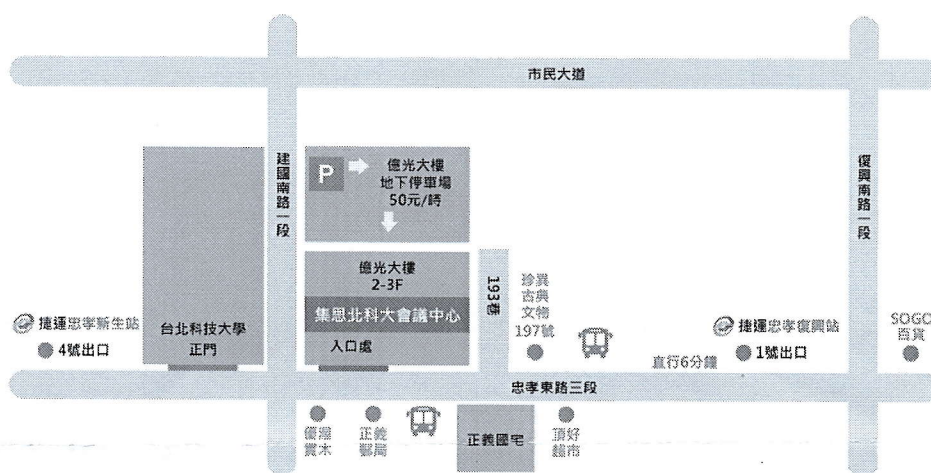 市民大道
建國南路一段
復興南路一段
P
億光大樓
地下停車場
50元/時
億光大樓
2-3F
集思北科大會議中心
入口處
193巷
珍異
古典
文物
197號
捷運忠孝新生站
4號出口
台北科技大學
正門
捷運忠孝復興站
1號出口
直行6分鐘
SOGO
百貨
忠孝東路三段
優渥
實木
正義
郵局
正義國宅
頂好
超市